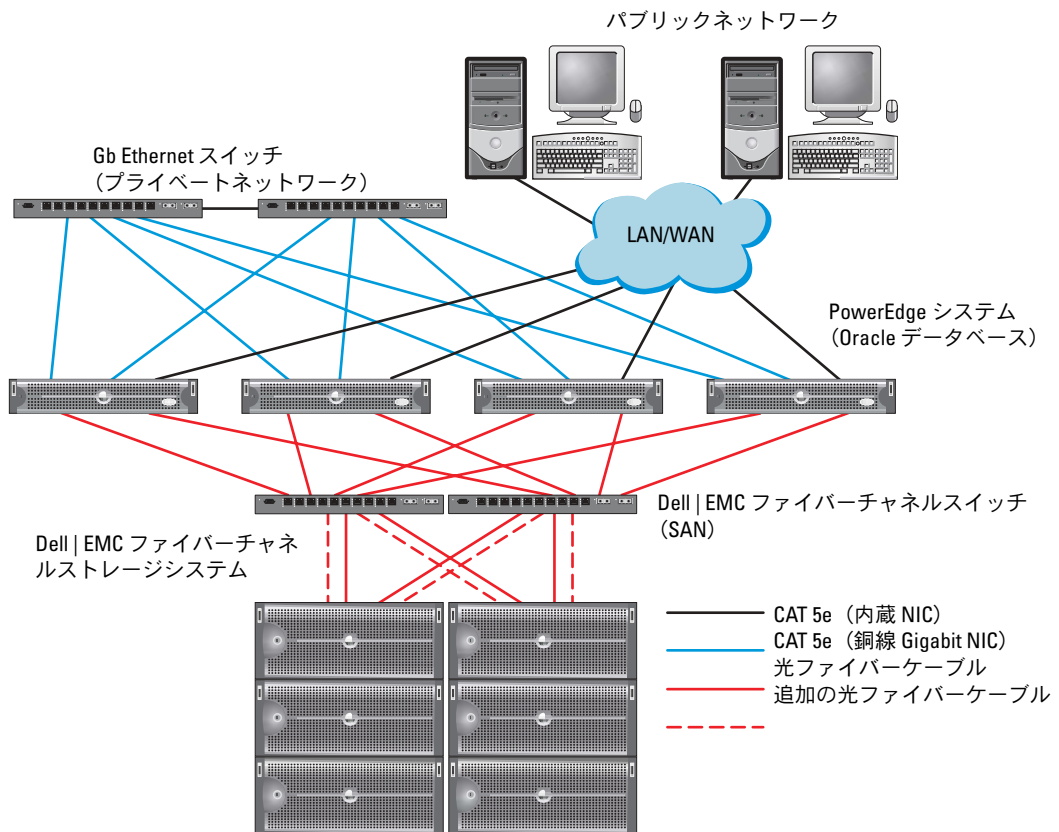 パブリックネットワーク
Gb Ethernet スイッチ
（プライベートネットワーク）
LAN/WAN
PowerEdge システム
（Oracle データベース）
Dell | EMC ファイバーチャネルスイッチ
（SAN）
Dell | EMC ファイバーチャネ
ルストレージシステム
CAT 5e（内蔵 NIC）
CAT 5e（銅線 Gigabit NIC）
光ファイバーケーブル
追加の光ファイバーケーブル